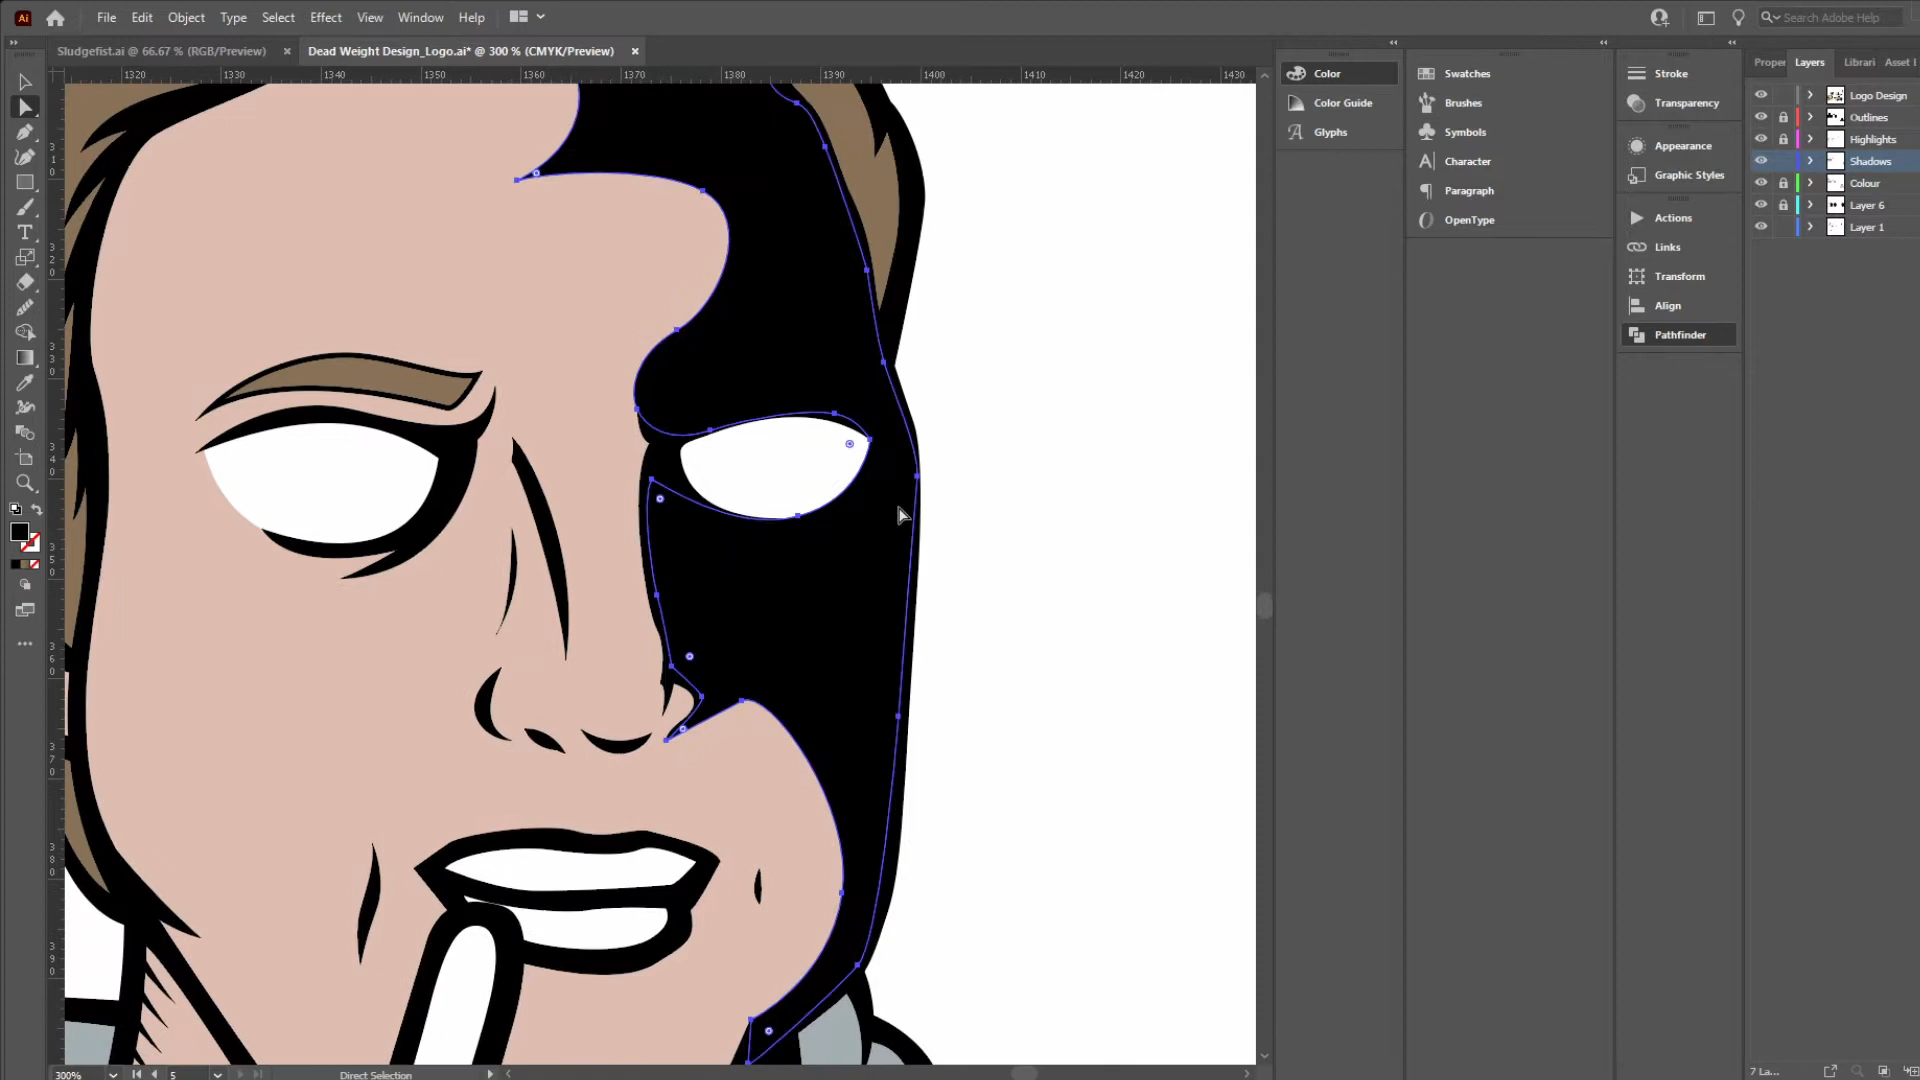 Ai File Edit Object Type Select Effect View Window Help Search Adobe Help
Sludgefist.ai @ 66.67 % (RGB/Preview) × Dead Weight Design_Logo.ai* @ 300 % (CMYK/Preview) ×
1320 1330 1340 1350 1360 1370 1380 1390 1400 1410 1420 1430
Color
Color Guide
Glyphs
Swatches
Brushes
Symbols
Character
Paragraph
OpenType
Stroke
Transparency
Appearance
Graphic Styles
Actions
Links
Transform
Align
Pathfinder
Proper Layers Librari Asset E
Logo Design
Outlines
Highlights
Shadows
Colour
Layer 6
Layer 1
300% 5 Direct Selection 7 La...